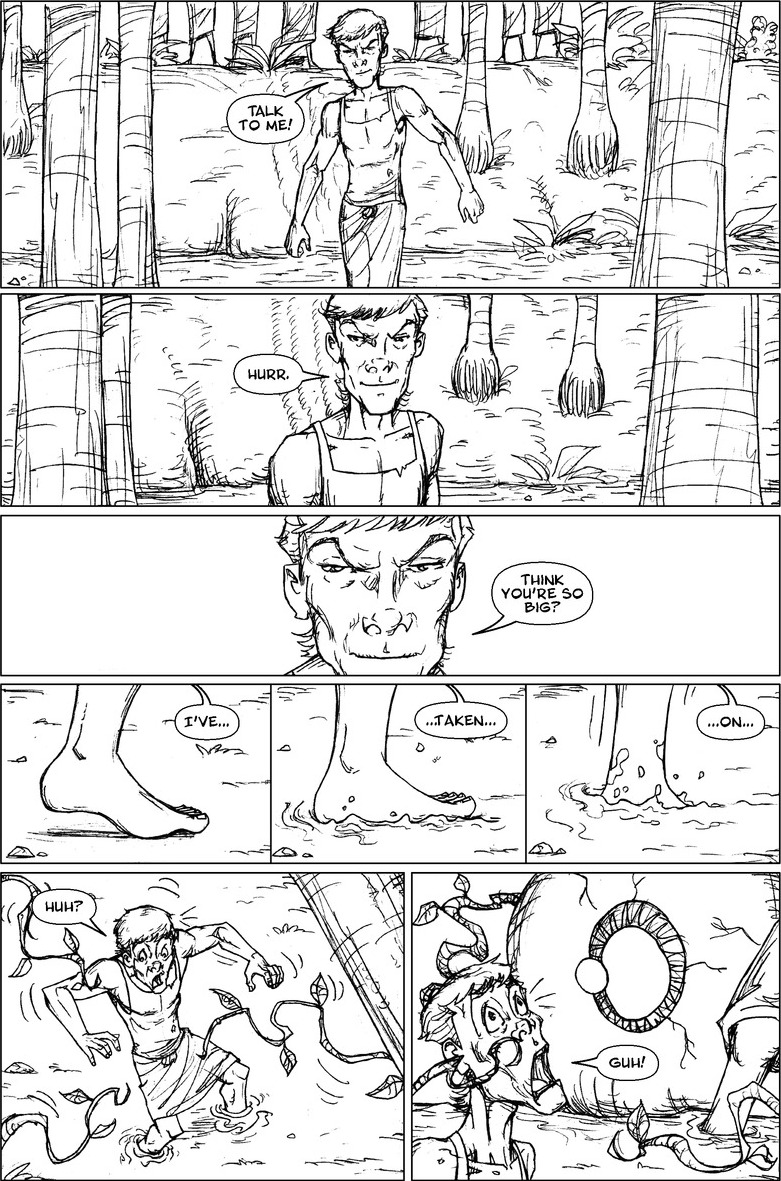 TALK
TO ME!
HURR.
THINK
YOU'RE SO
BIG?
I'VE...
...TAKEN...
...ON...
HUH?
GUH!